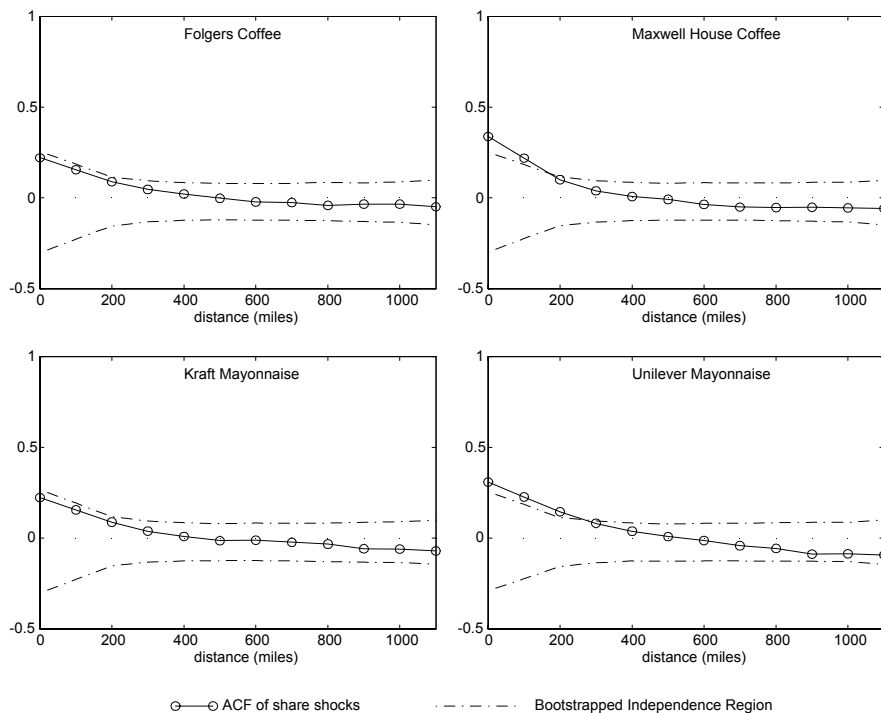 Folgers Coffee
1
0.5
0
-0.5
0 200 400 600 800 1000
distance (miles)
Maxwell House Coffee
1
0.5
0
-0.5
0 200 400 600 800 1000
distance (miles)
Kraft Mayonnaise
1
0.5
0
-0.5
0 200 400 600 800 1000
distance (miles)
Unilever Mayonnaise
1
0.5
0
-0.5
0 200 400 600 800 1000
distance (miles)
ACF of share shocks
Bootstrapped Independence Region